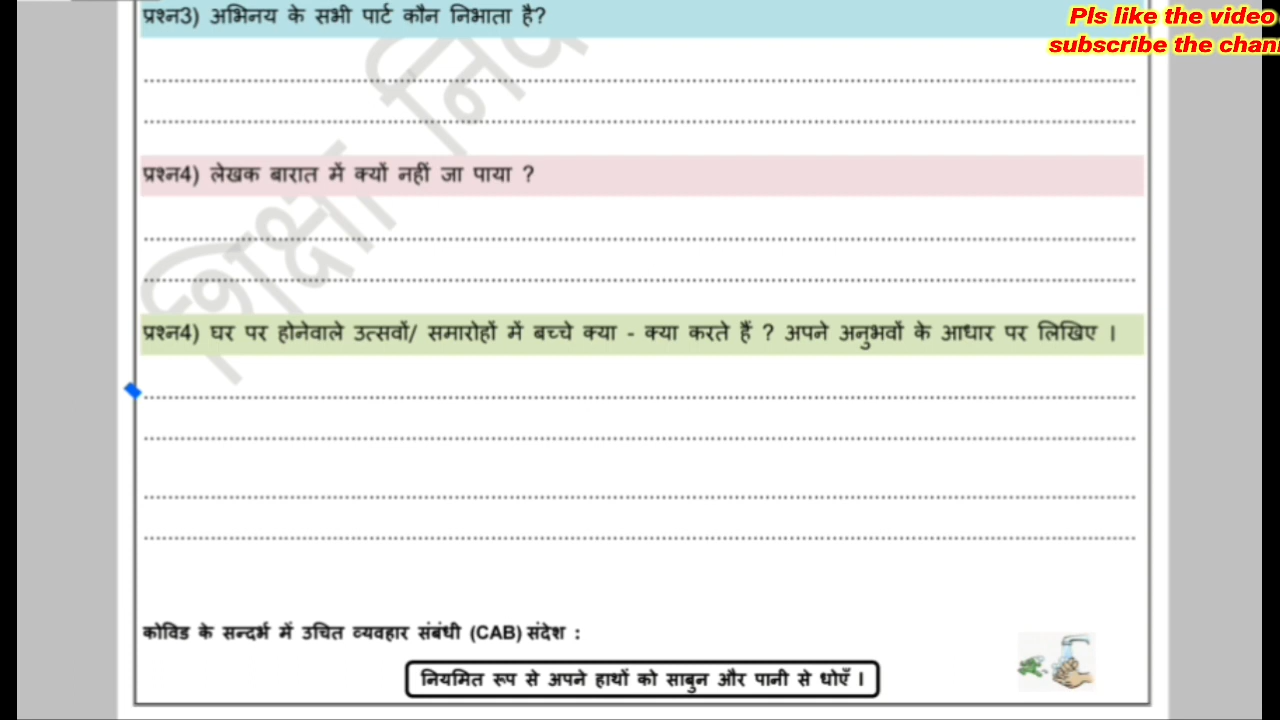 प्रश्न3) अभिनय के सभी पार्ट कौन निभाता है?
Pls like the video
subscribe the chan
प्रश्न4) लेखक बारात में क्यों नहीं जा पाया ?
प्रश्न4) घर पर होनेवाले उत्सवों/ समारोहों में बच्चे क्या - क्या करते हैं ? अपने अनुभवों के आधार पर लिखिए ।
शिक्षा नि
कोविड के सन्दर्भ में उचित व्यवहार संबंधी (CAB) संदेश :
नियमित रूप से अपने हाथों को साबुन और पानी से धोएँ ।